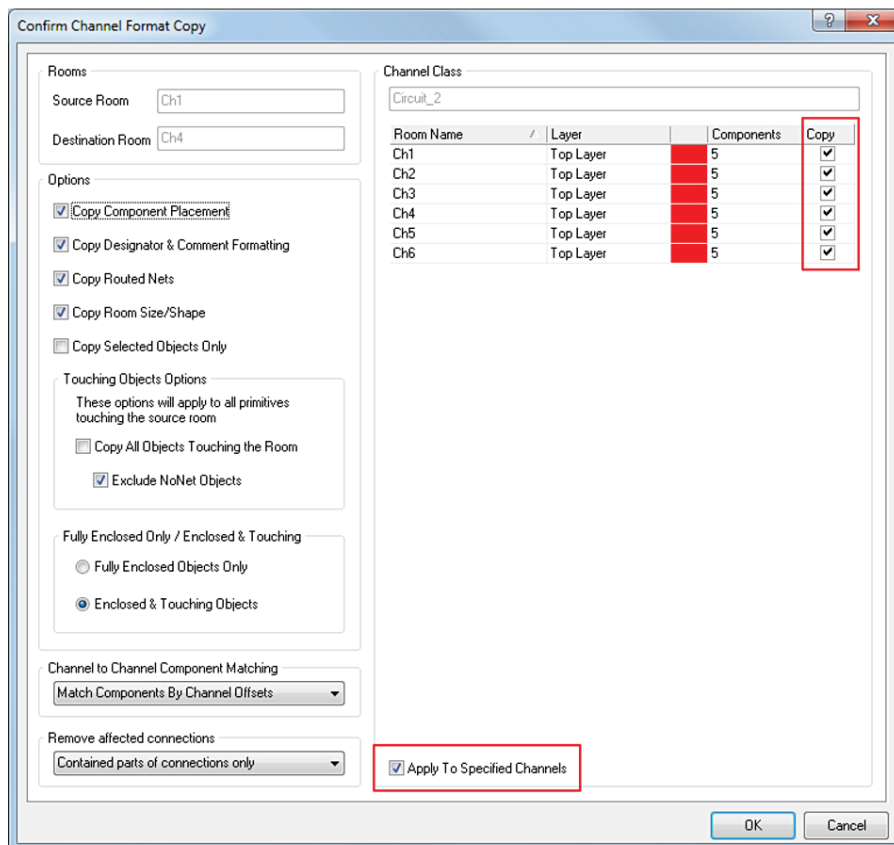 Confirm Channel Format Copy
Rooms
Source Room Ch1
Destination Room Ch4
Options
Copy Component Placement
Copy Designator & Comment Formatting
Copy Routed Nets
Copy Room Size/Shape
Copy Selected Objects Only
Touching Objects Options
These options will apply to all primitives
touching the source room
Copy All Objects Touching the Room
Exclude NoNet Objects
Fully Enclosed Only / Enclosed & Touching
Fully Enclosed Objects Only
Enclosed & Touching Objects
Channel to Channel Component Matching
Match Components By Channel Offsets
Remove affected connections
Contained parts of connections only
Channel Class
Circuit_2
Room Name Layer Components Copy
Ch1 Top Layer 5
Ch2 Top Layer 5
Ch3 Top Layer 5
Ch4 Top Layer 5
Ch5 Top Layer 5
Ch6 Top Layer 5
Apply To Specified Channels
OK Cancel